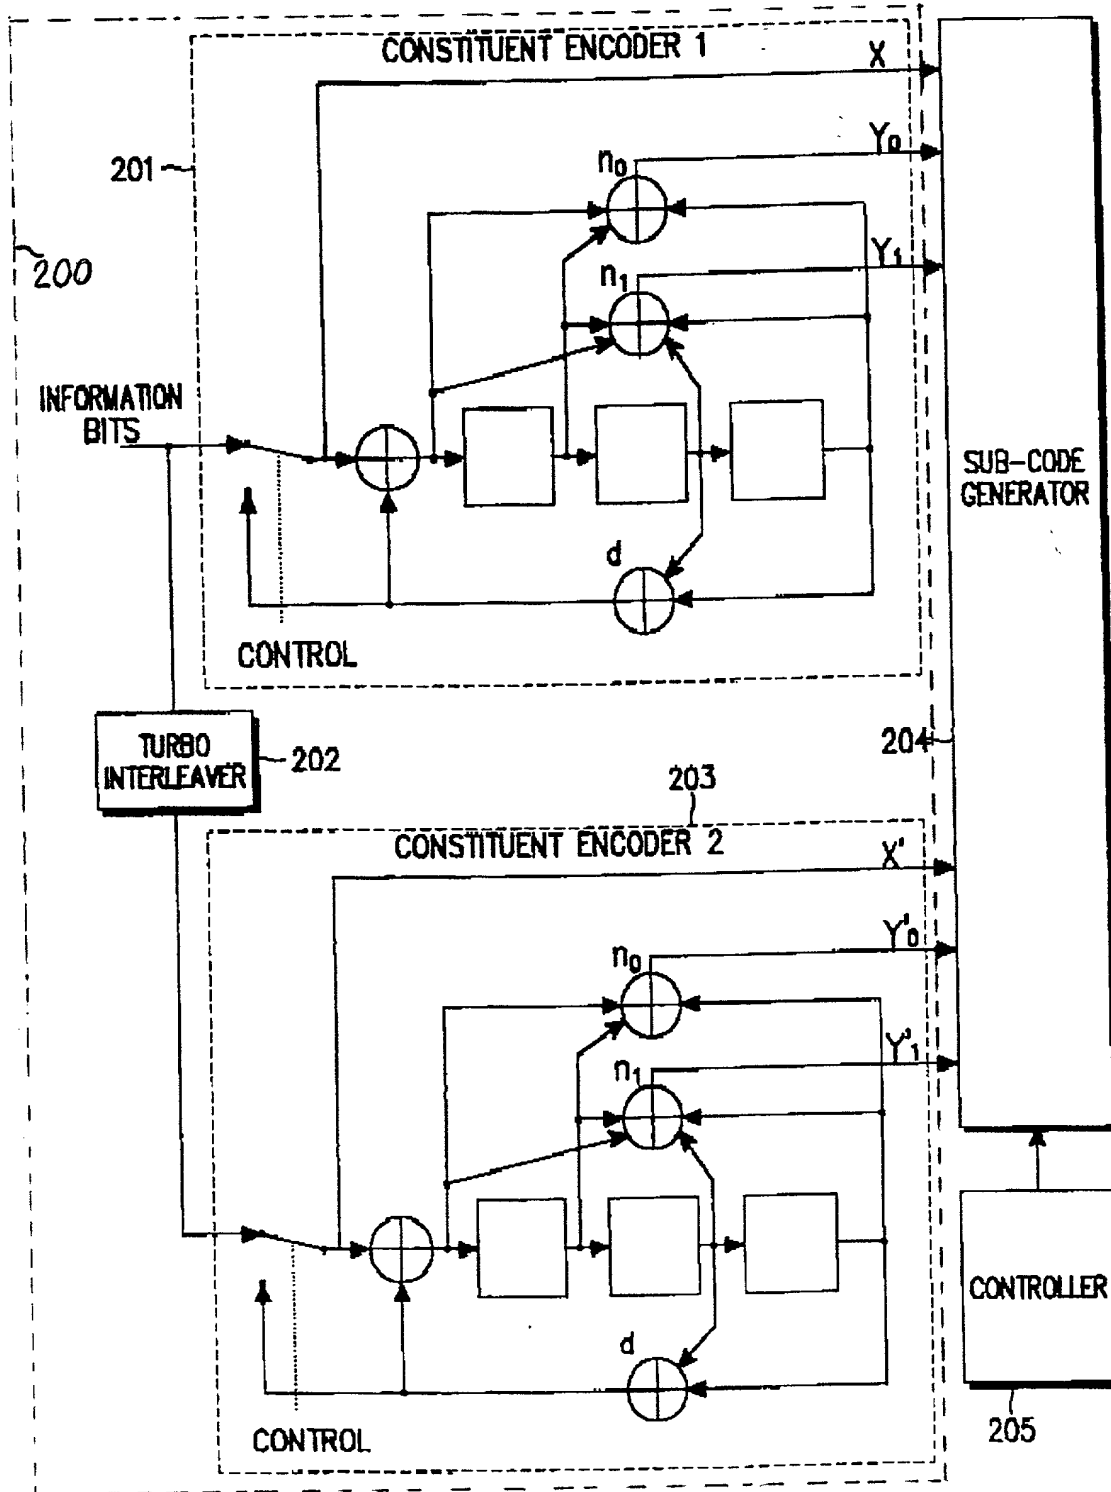 CONSTITUENT ENCODER 1
X
201
n0
Y0
200
n1
Y1
INFORMATION
BITS
SUB-CODE
GENERATOR
d
CONTROL
TURBO
INTERLEAVER
202
204
203
CONSTITUENT ENCODER 2
X'
n0
Y'0
n1
Y'1
CONTROLLER
d
205
CONTROL